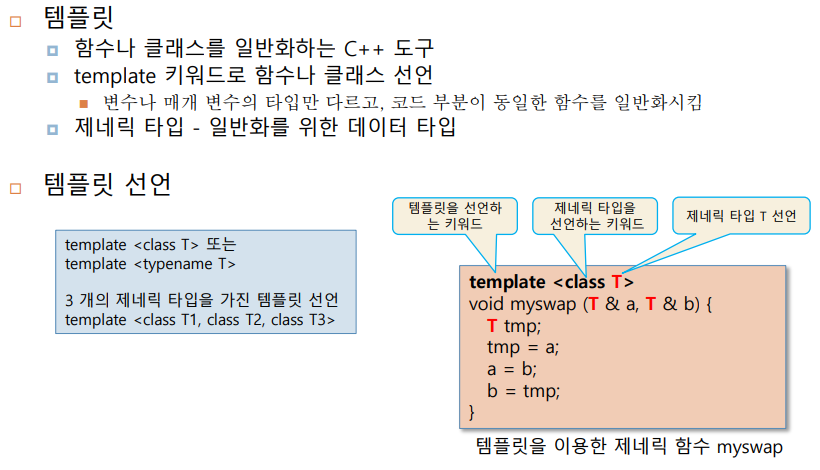 템플릿
함수나 클래스를 일반화하는 C++ 도구
template 키워드로 함수나 클래스 선언
변수나 매개 변수의 타입만 다르고, 코드 부분이 동일한 함수를 일반화시킴
제네릭 타입 - 일반화를 위한 데이터 타입
템플릿 선언
template <class T> 또는
template <typename T>
3 개의 제네릭 타입을 가진 템플릿 선언
template <class T1, class T2, class T3>
템플릿을 선언하
는 키워드
제네릭 타입을
선언하는 키워드
제네릭 타입 T 선언
template <class T>
void myswap (T & a, T & b) {
T tmp;
tmp = a;
a = b;
b = tmp;
}
템플릿을 이용한 제네릭 함수 myswap